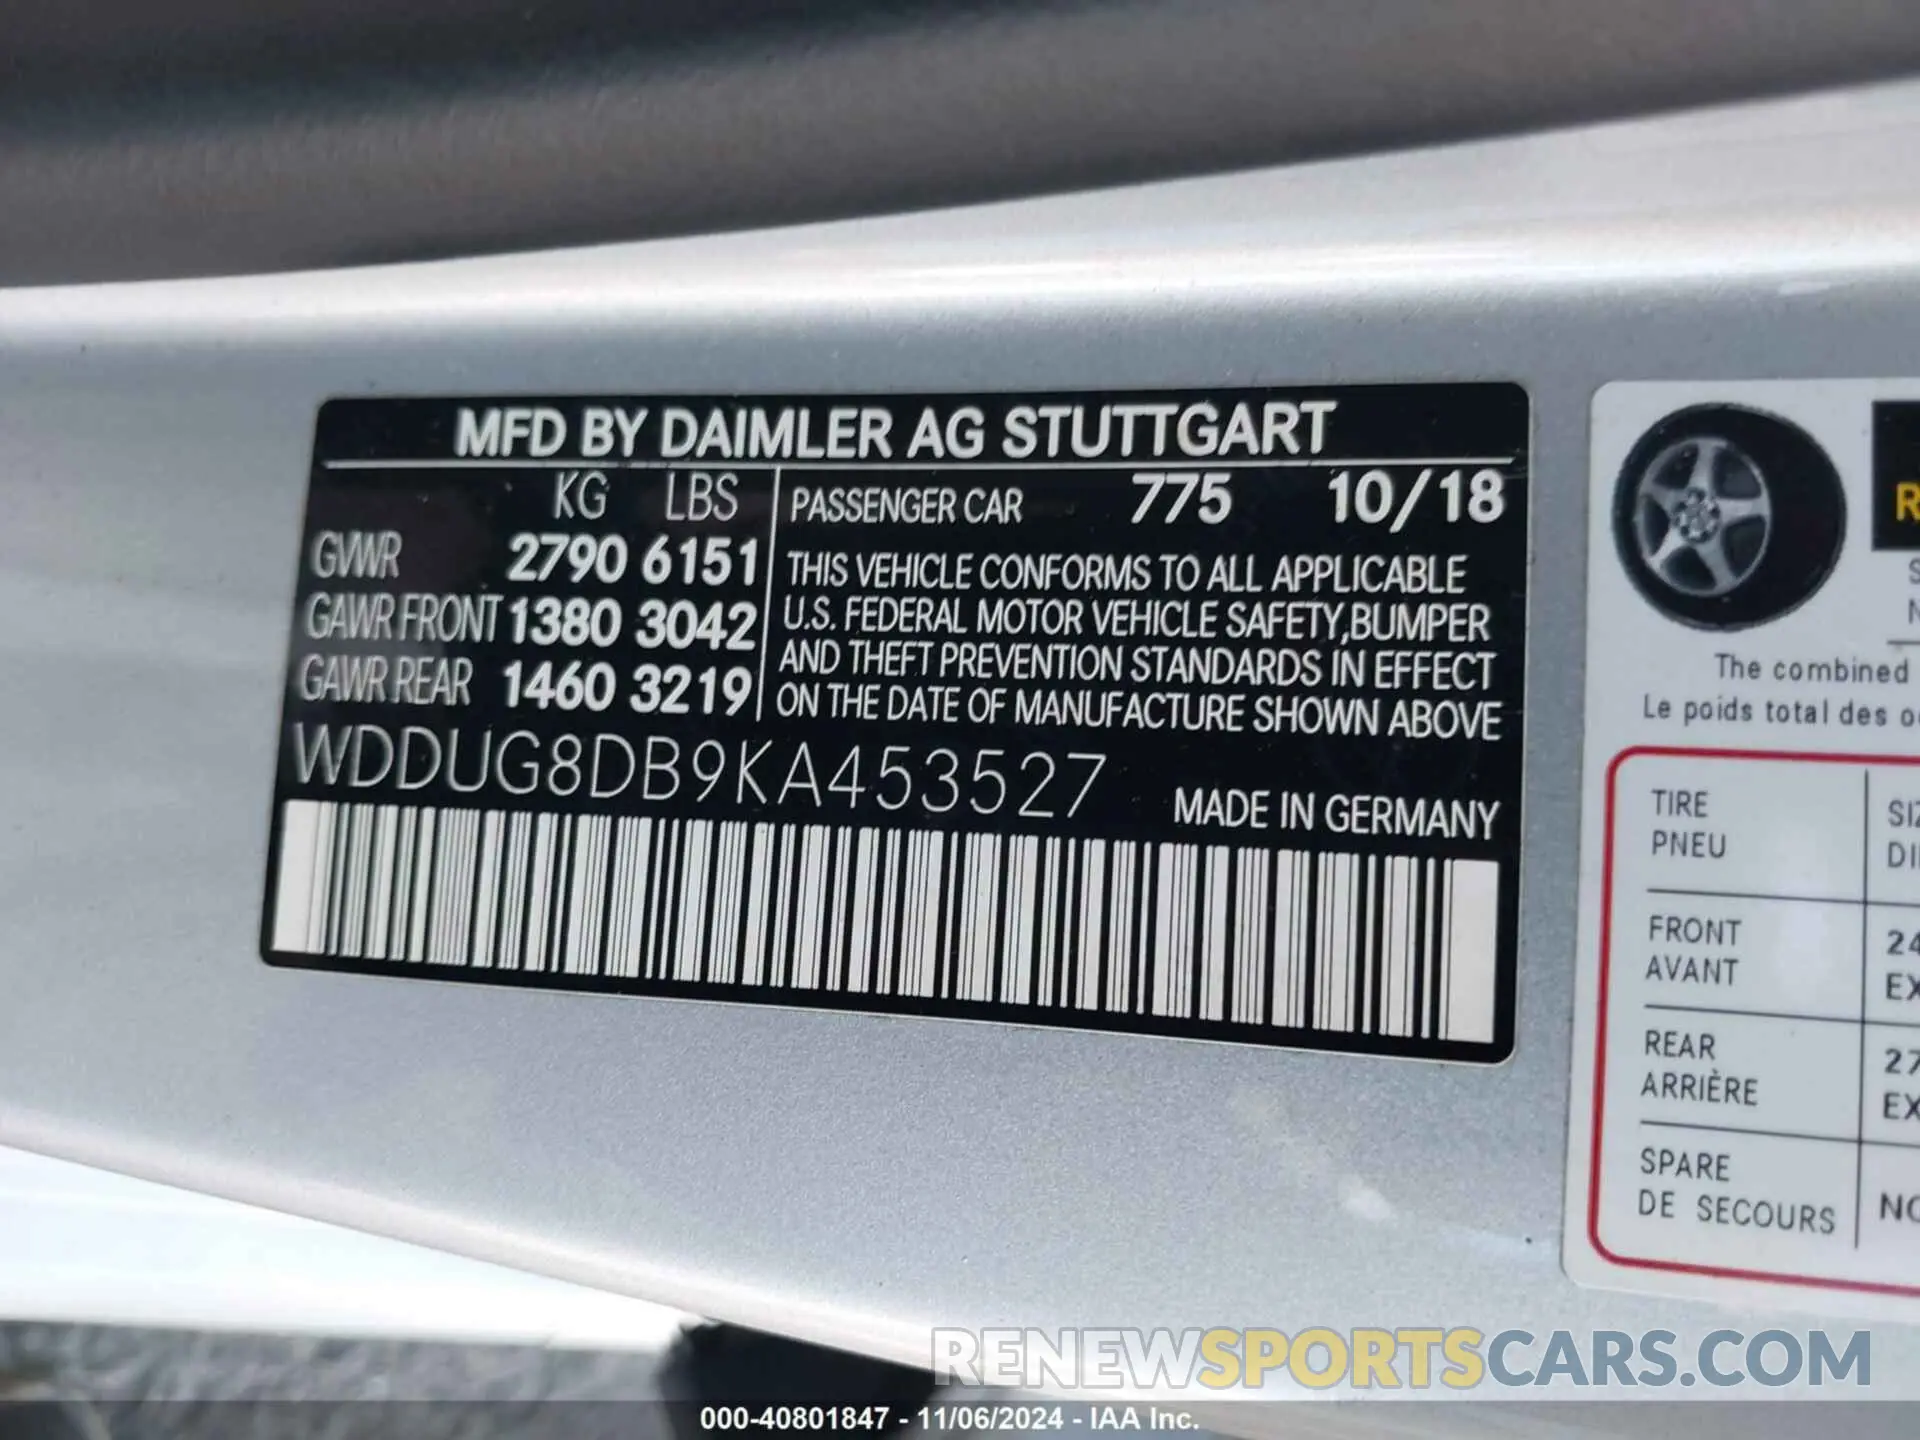 MFD BY DAIMLER AG STUTTGART
KG LBS
GVWR 2790 6151
GAWR FRONT 1380 3042
GAWR REAR 1460 3219
PASSENGER CAR 775 10/18
THIS VEHICLE CONFORMS TO ALL APPLICABLE
U.S. FEDERAL MOTOR VEHICLE SAFETY, BUMPER
AND THEFT PREVENTION STANDARDS IN EFFECT
ON THE DATE OF MANUFACTURE SHOWN ABOVE
WDDUG8DB9KA453527
MADE IN GERMANY
The combined
Le poids total des
TIRE
PNEU
FRONT
AVANT
REAR
ARRIÈRE
SPARE
DE SECOURS
RENEWSPORTSCARS.COM
000-40801847 - 11/06/2024 - IAA Inc.